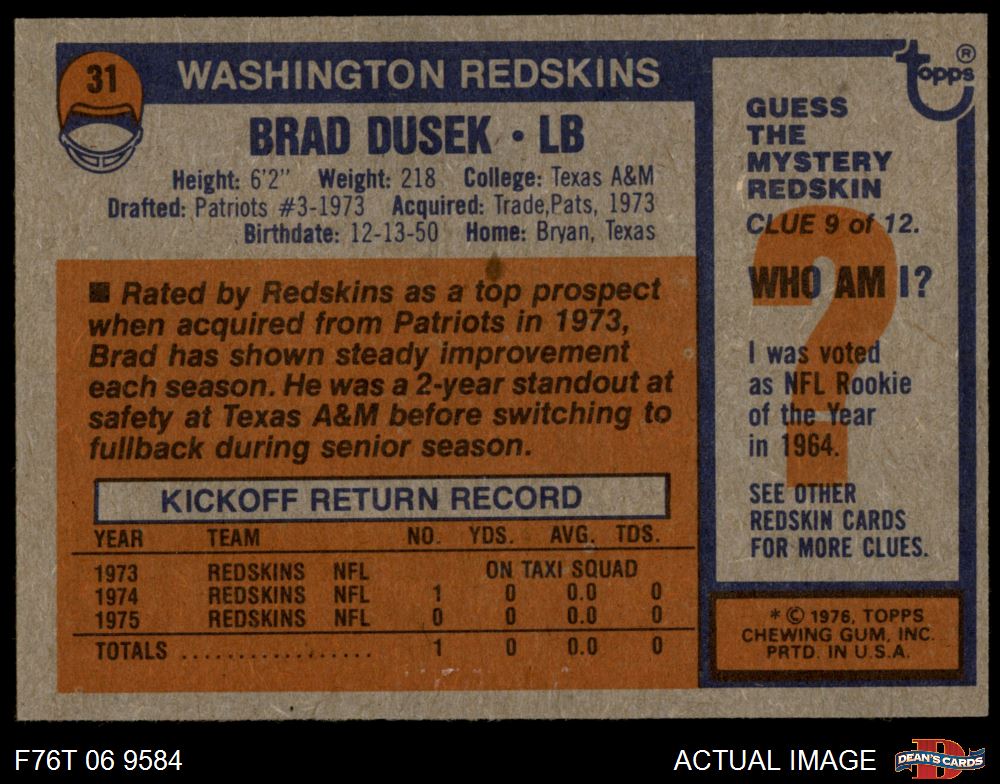 31
WASHINGTON REDSKINS
BRAD DUSEK • LB
Height: 6'2" Weight: 218 College: Texas A&M
Drafted: Patriots #3-1973 Acquired: Trade,Pats, 1973
Birthdate: 12-13-50 Home: Bryan, Texas
■ Rated by Redskins as a top prospect
when acquired from Patriots in 1973,
Brad has shown steady improvement
each season. He was a 2-year standout at
safety at Texas A&M before switching to
fullback during senior season.
KICKOFF RETURN RECORD
YEAR TEAM NO. YDS. AVG. TDS.
1973 REDSKINS NFL ON TAXI SQUAD
1974 REDSKINS NFL 1 0 0.0 0
1975 REDSKINS NFL 0 0 0.0 0
TOTALS .................. 1 0 0.0 0
Topps®
GUESS
THE
MYSTERY
REDSKIN
CLUE 9 of 12.
WHO AM I?
I was voted
as NFL Rookie
of the Year
in 1964.
SEE OTHER
REDSKIN CARDS
FOR MORE CLUES.
* © 1976, TOPPS
CHEWING GUM, INC.
PRTD. IN U.S.A.
F76T 06 9584
ACTUAL IMAGE
D
DEAN'S CARDS